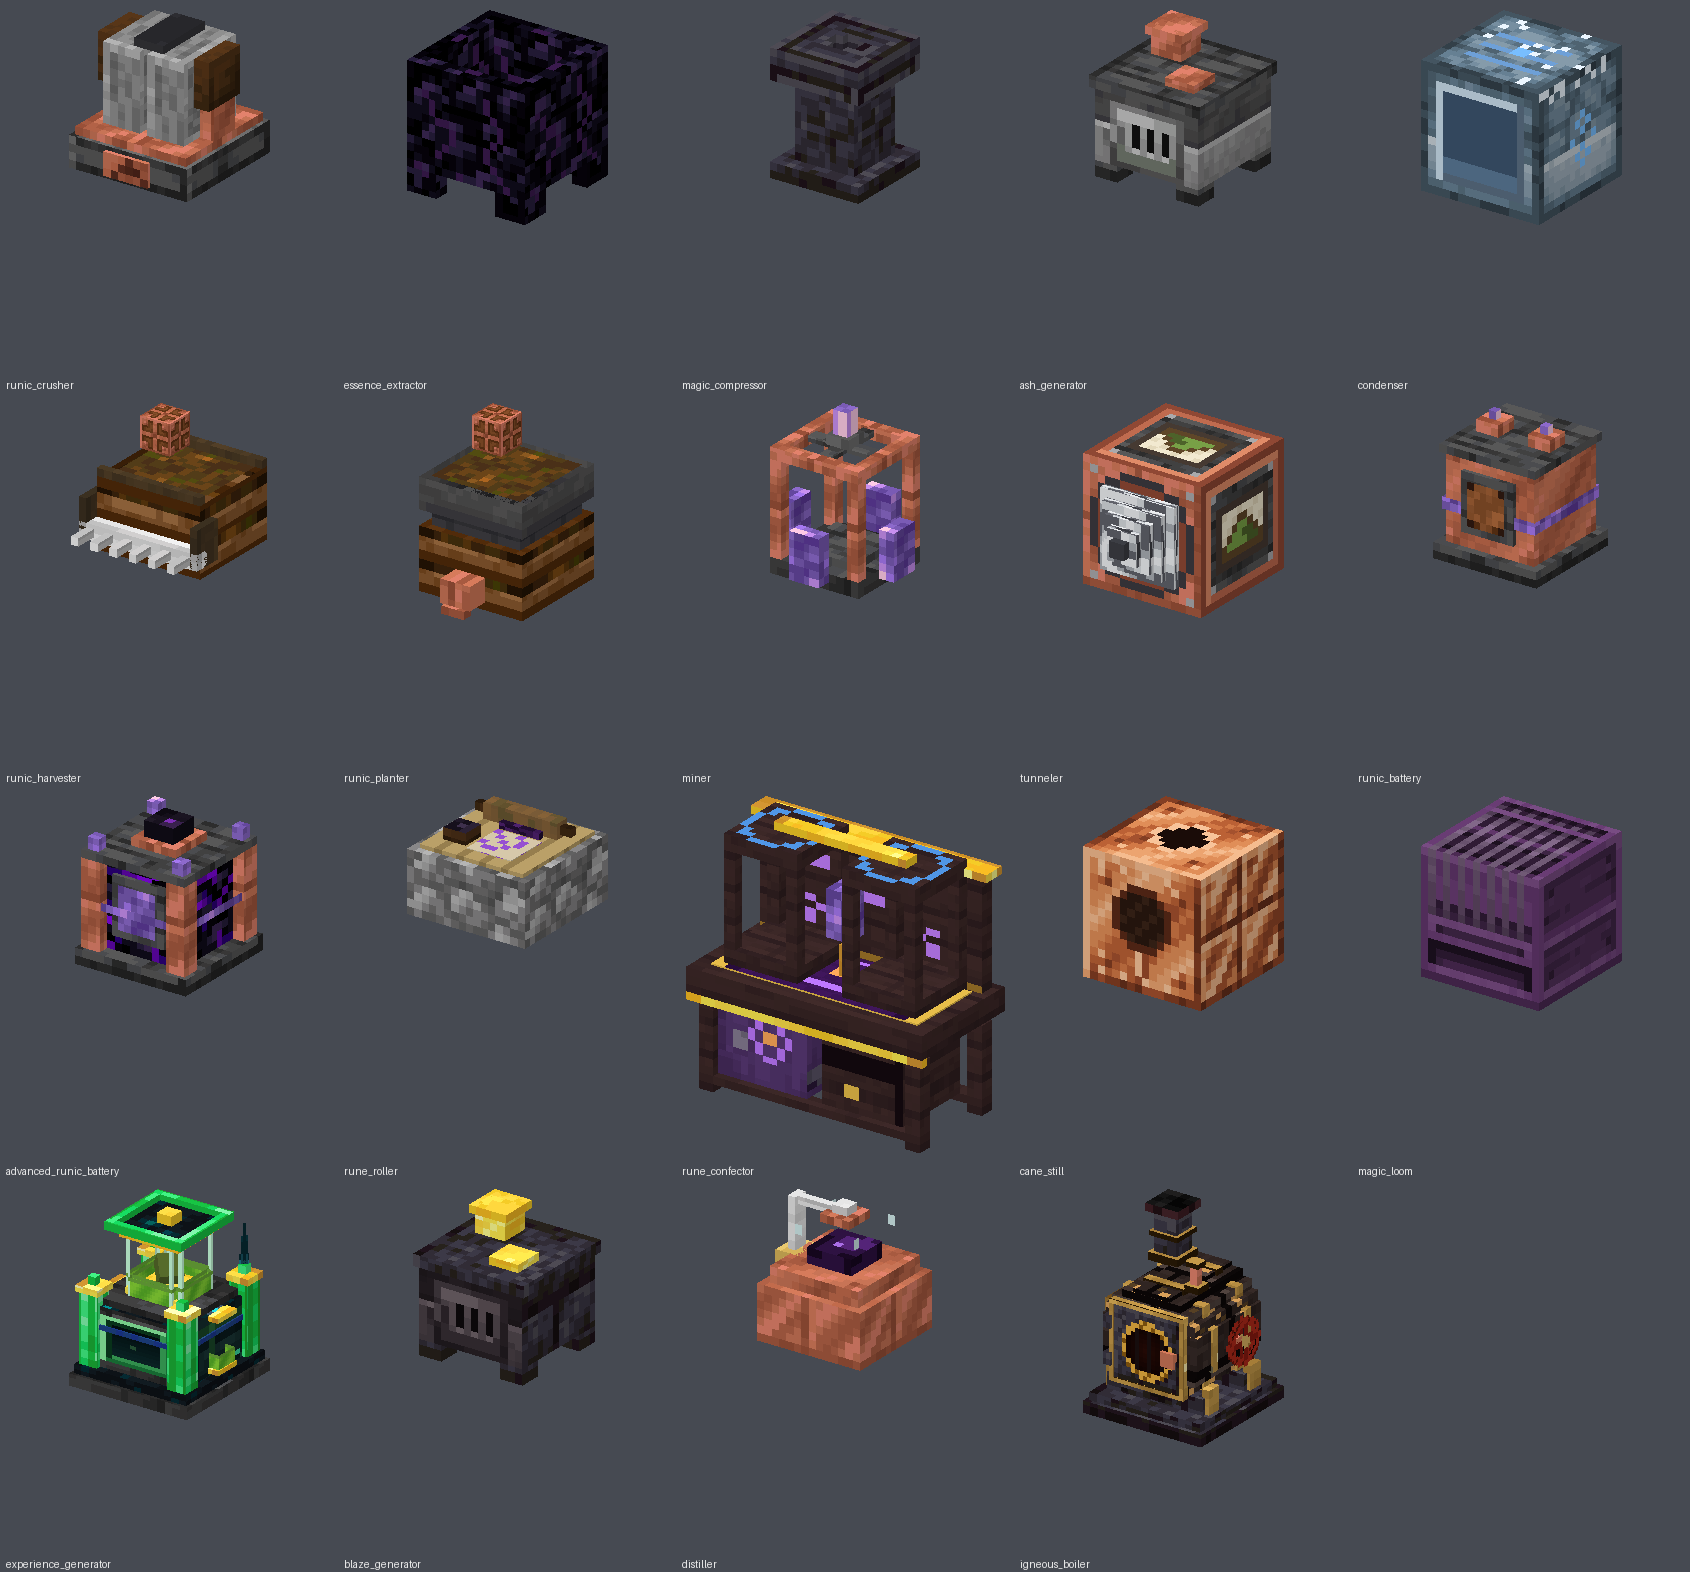 runic_crusher
essence_extractor
magic_compressor
ash_generator
condenser
runic_harvester
runic_planter
miner
tunneler
runic_battery
advanced_runic_battery
rune_roller
rune_confector
cane_still
magic_loom
experience_generator
blaze_generator
distiller
igneous_boiler